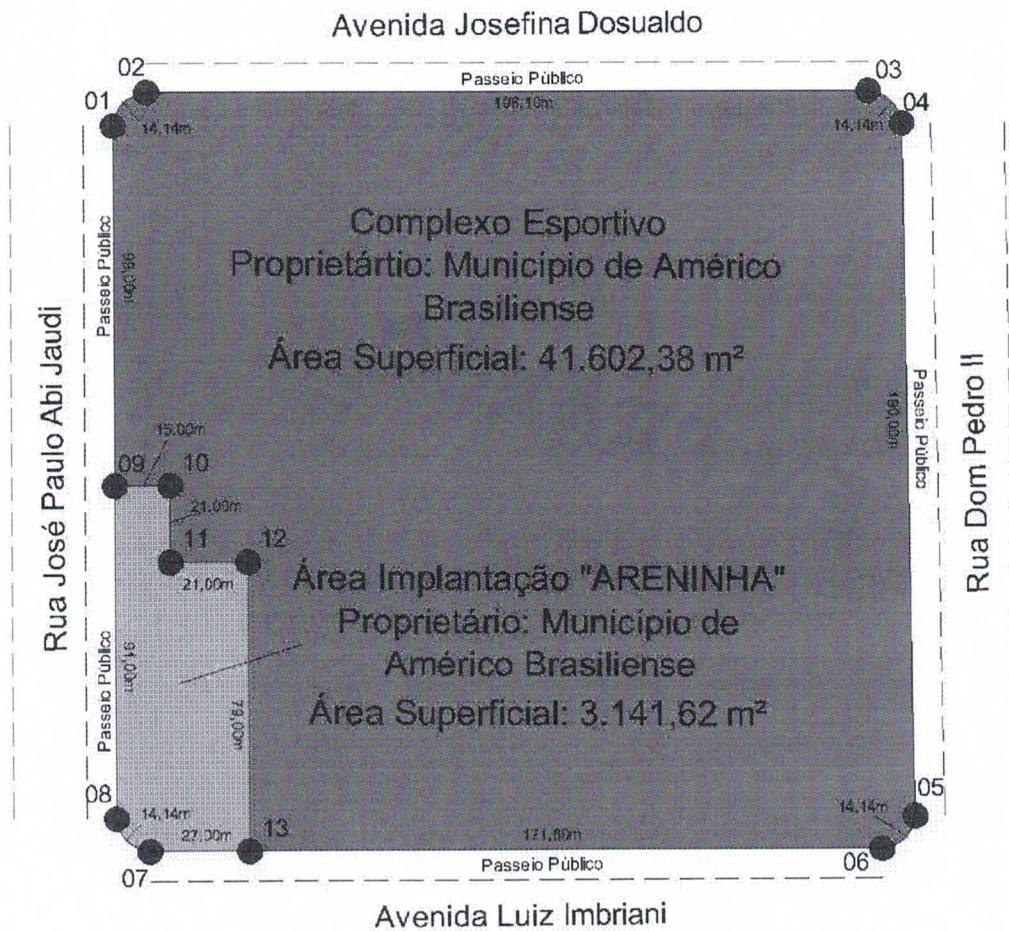 Avenida Josefina Dosualdo
02
03
Passeio Público
01
04
14,14m
14,14m
Complexo Esportivo
Proprietártio: Município de Américo
Brasiliense
Área Superficial: 41.602,38 m²
Passeio Público
Rua José Paulo Abi Jaudi
Passeio Público
190,00m
Rua Dom Pedro II
15,00m
09
10
21,00m
11
12
21,00m
Área Implantação "ARENINHA"
Proprietário: Município de
Américo Brasiliense
Área Superficial: 3.141,62 m²
Passeio Público
91,00m
79,00m
08
05
14,14m
14,14m
27,00m
13
06
07
Passeio Público
Avenida Luiz Imbriani